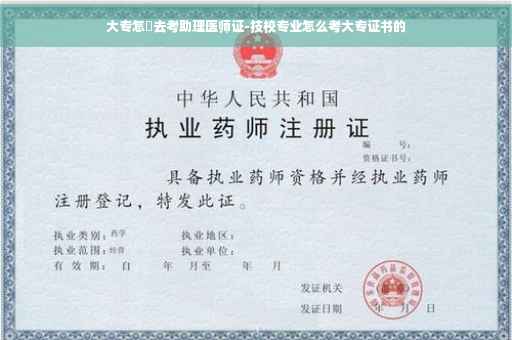 大专怎 去考助理医师证-技校专业怎么考大专证书的
中华人民共和国
执业药师注册证
编 号:
资格证书号:
具备执业药师资格并经执业药师
注册登记，特发此证。
执业类别: 药学 执业地区:
执业范围: 经营 执业单位:
有 效 期: 自 年 月至 年 月
发证机关
发证日期 年 月 日